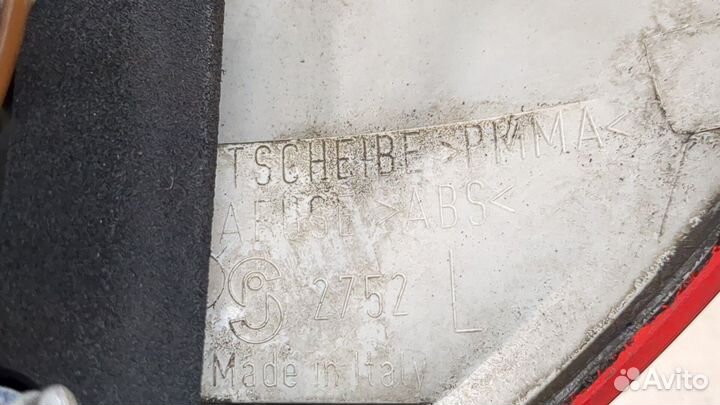 TSCHEIBE >PMMA<
>ABS<
2752 L
Made in Italy
Avito